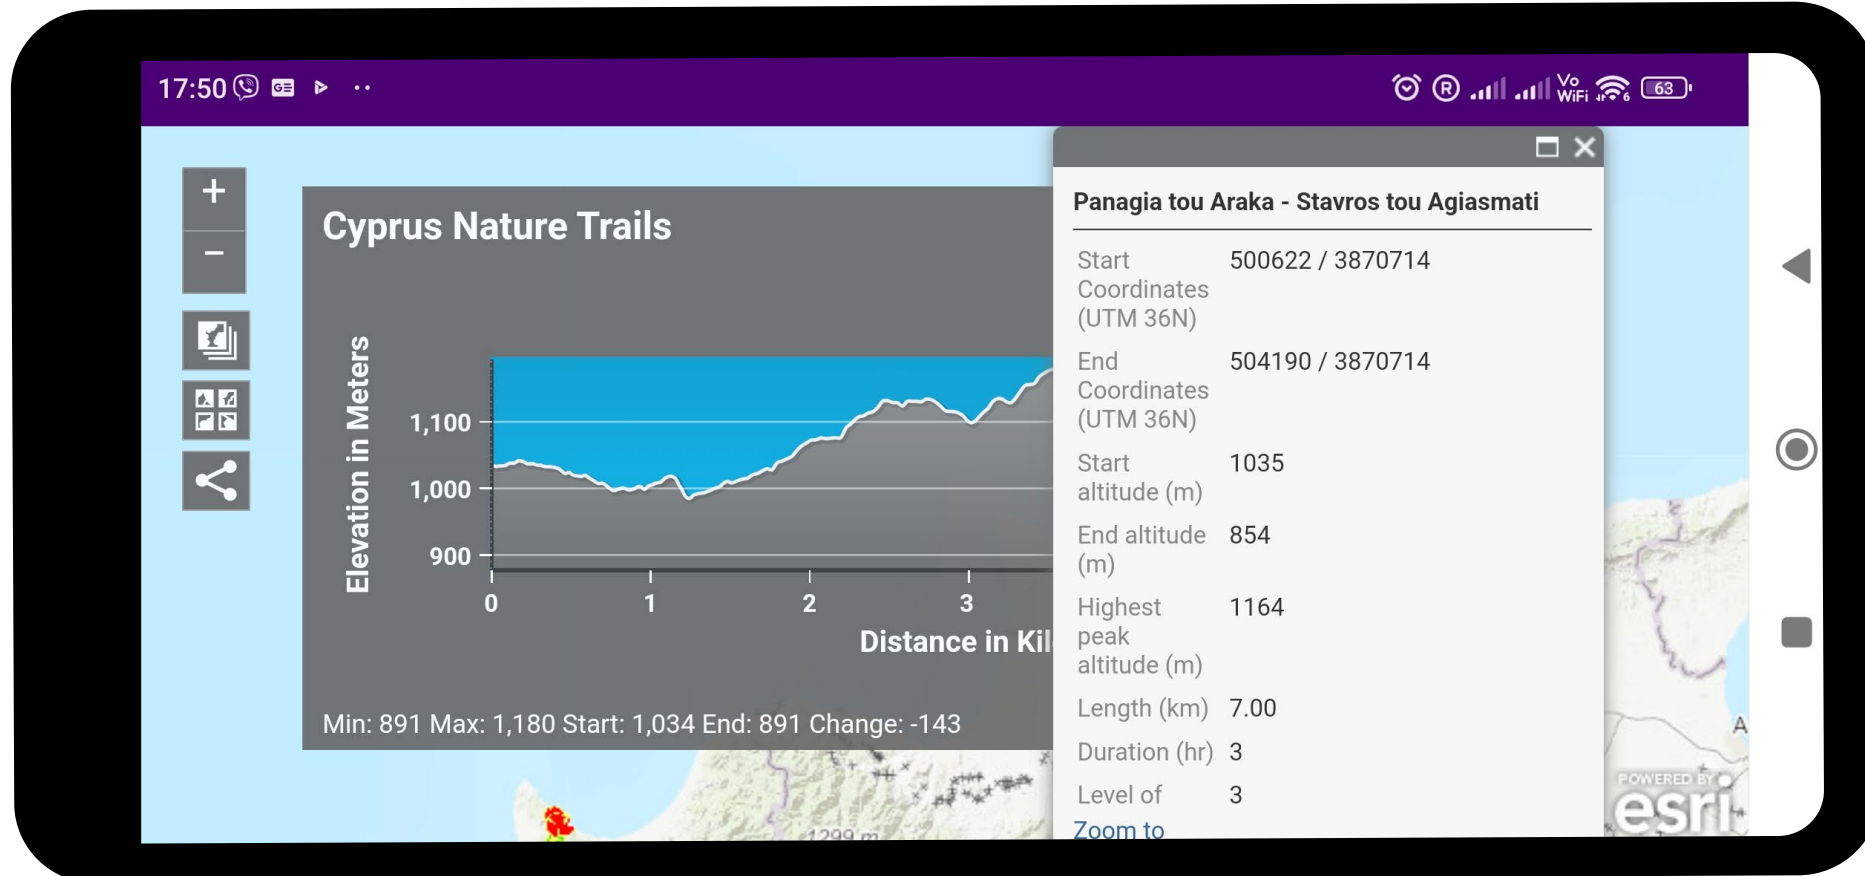 17:50
Vo
WiFi
6
63
+
−
Cyprus Nature Trails
Elevation in Meters
1,100
1,000
900
0
1
2
3
Distance in Kil
Min: 891 Max: 1,180 Start: 1,034 End: 891 Change: -143
Panagia tou Araka - Stavros tou Agiasmati
Start Coordinates (UTM 36N) 500622 / 3870714
End Coordinates (UTM 36N) 504190 / 3870714
Start altitude (m) 1035
End altitude (m) 854
Highest peak altitude (m) 1164
Length (km) 7.00
Duration (hr) 3
Level of 3
Zoom to
1299 m
A
POWERED BY
esri